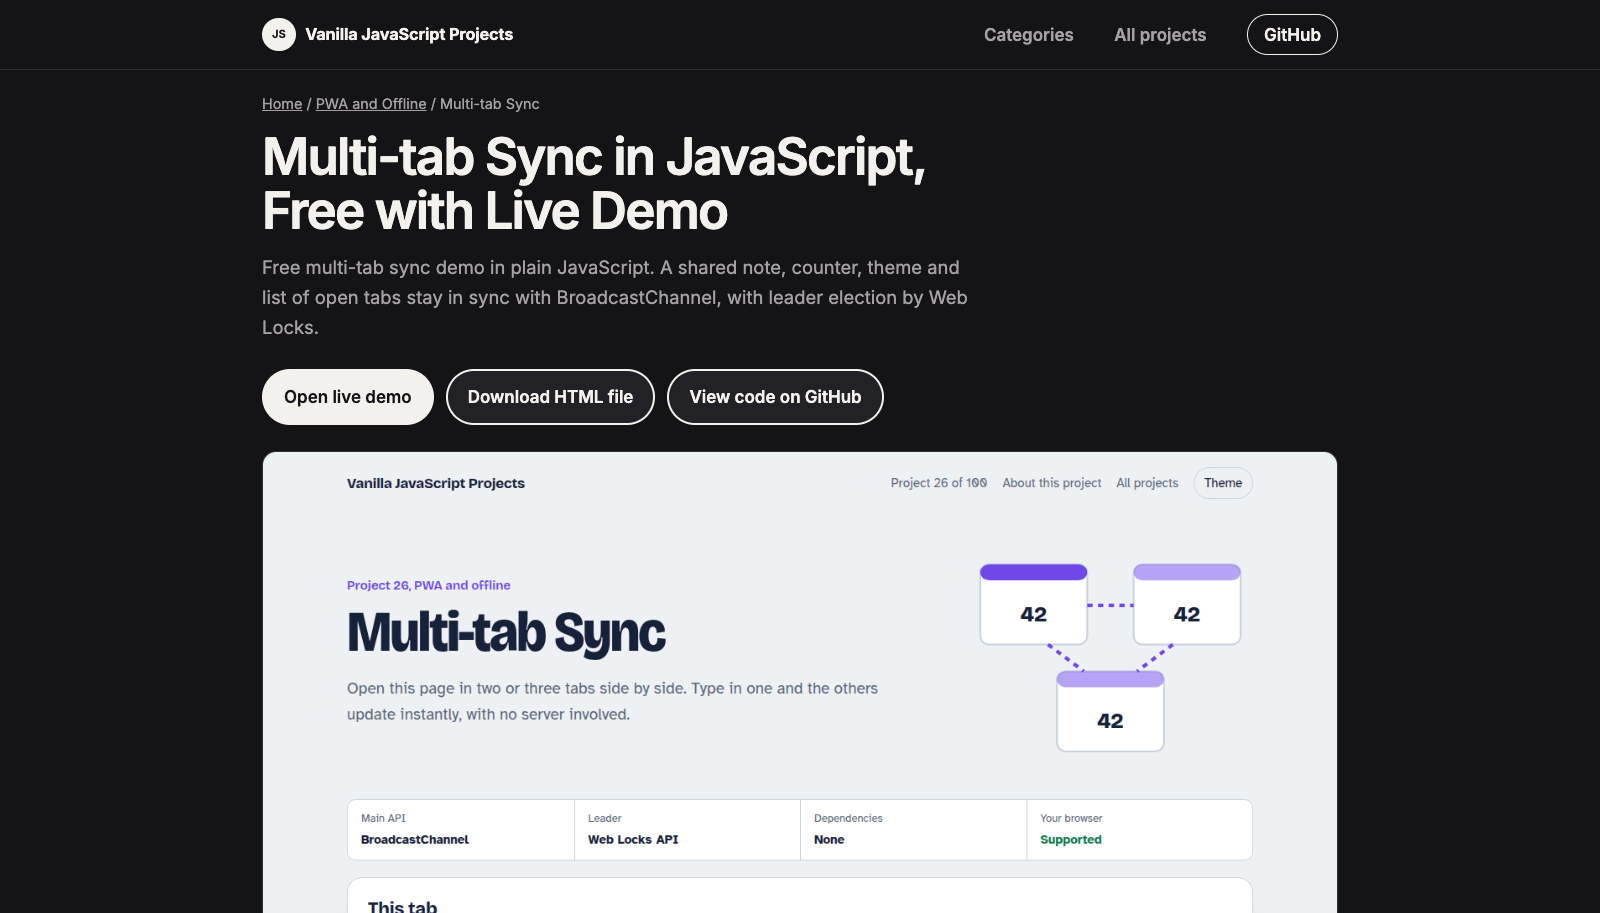 JS
Vanilla JavaScript Projects
Categories
All projects
GitHub
Home / PWA and Offline / Multi-tab Sync
Multi-tab Sync in JavaScript,
Free with Live Demo
Free multi-tab sync demo in plain JavaScript. A shared note, counter, theme and
list of open tabs stay in sync with BroadcastChannel, with leader election by Web
Locks.
Open live demo
Download HTML file
View code on GitHub
Vanilla JavaScript Projects
Project 26 of 100
About this project
All projects
Theme
Project 26, PWA and offline
Multi-tab Sync
Open this page in two or three tabs side by side. Type in one and the others
update instantly, with no server involved.
42
42
42
Main API
BroadcastChannel
Leader
Web Locks API
Dependencies
None
Your browser
Supported
This tab